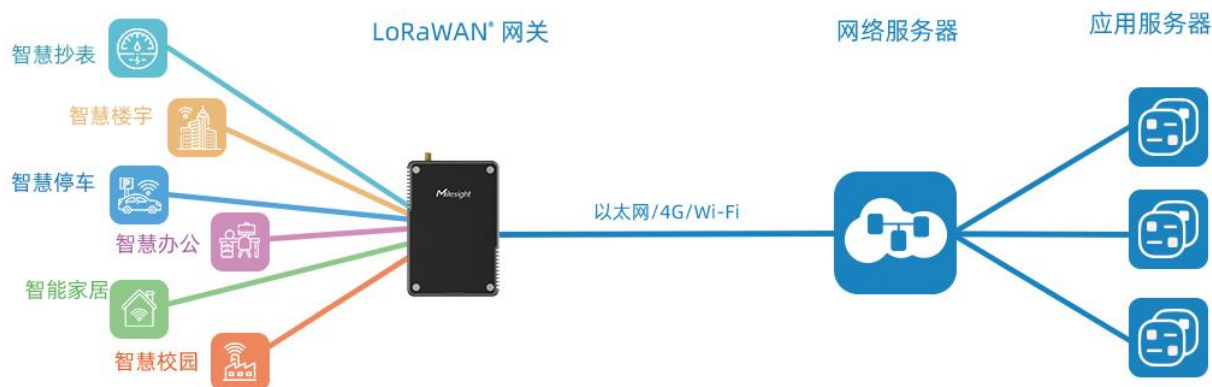 LoRaWAN® 网关
网络服务器
应用服务器
智慧抄表
智慧楼宇
智慧停车
智慧办公
智能家居
智慧校园
P
Milesight
以太网/4G/Wi-Fi